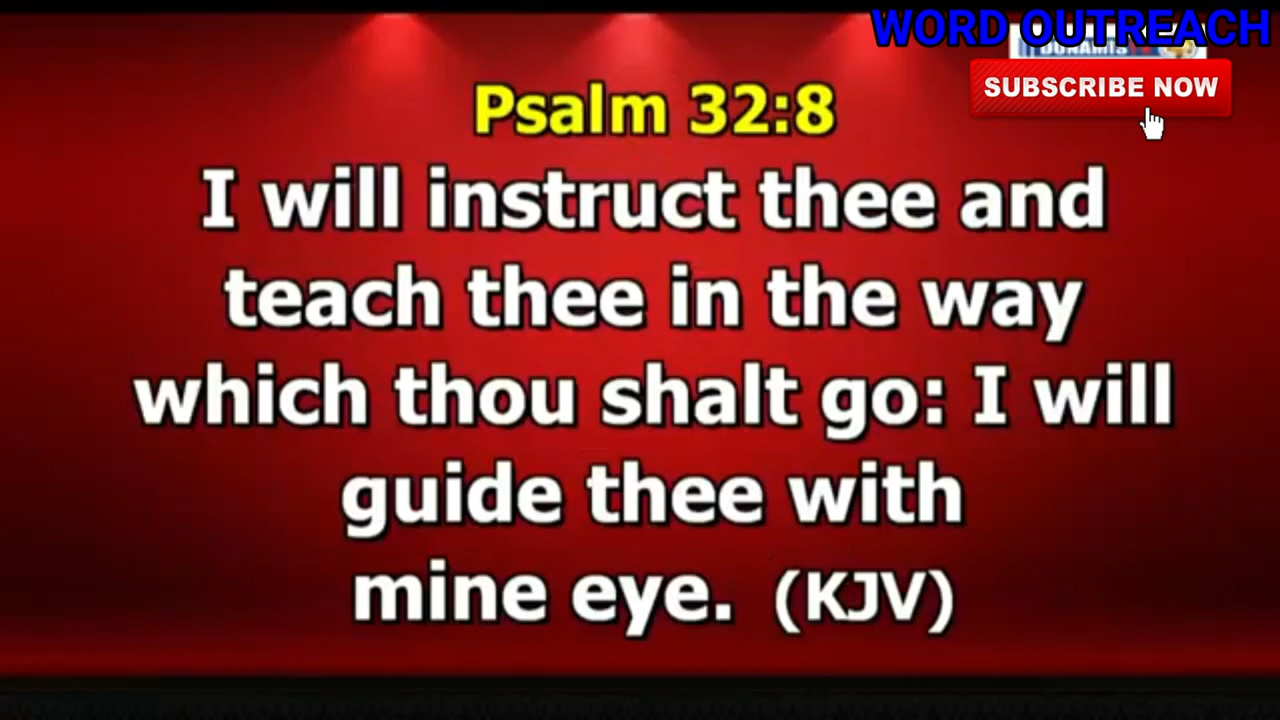 WORD OUTREACH
SUBSCRIBE NOW
Psalm 32:8
I will instruct thee and
teach thee in the way
which thou shalt go: I will
guide thee with
mine eye. (KJV)